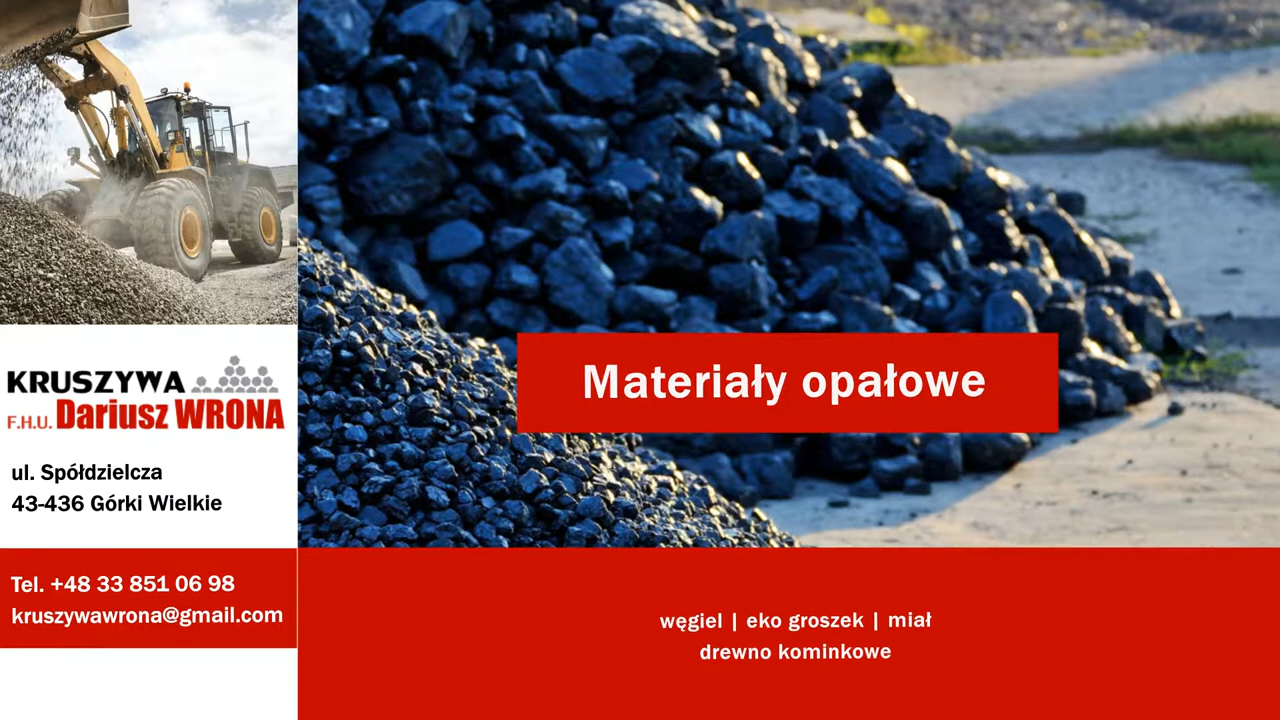 KRUSZYWA
F.H.U. Dariusz WRONA
ul. Spółdzielcza
43-436 Górki Wielkie
Tel. +48 33 851 06 98
kruszywawrona@gmail.com
Materiały opałowe
węgiel | eko groszek | miał
drewno kominkowe